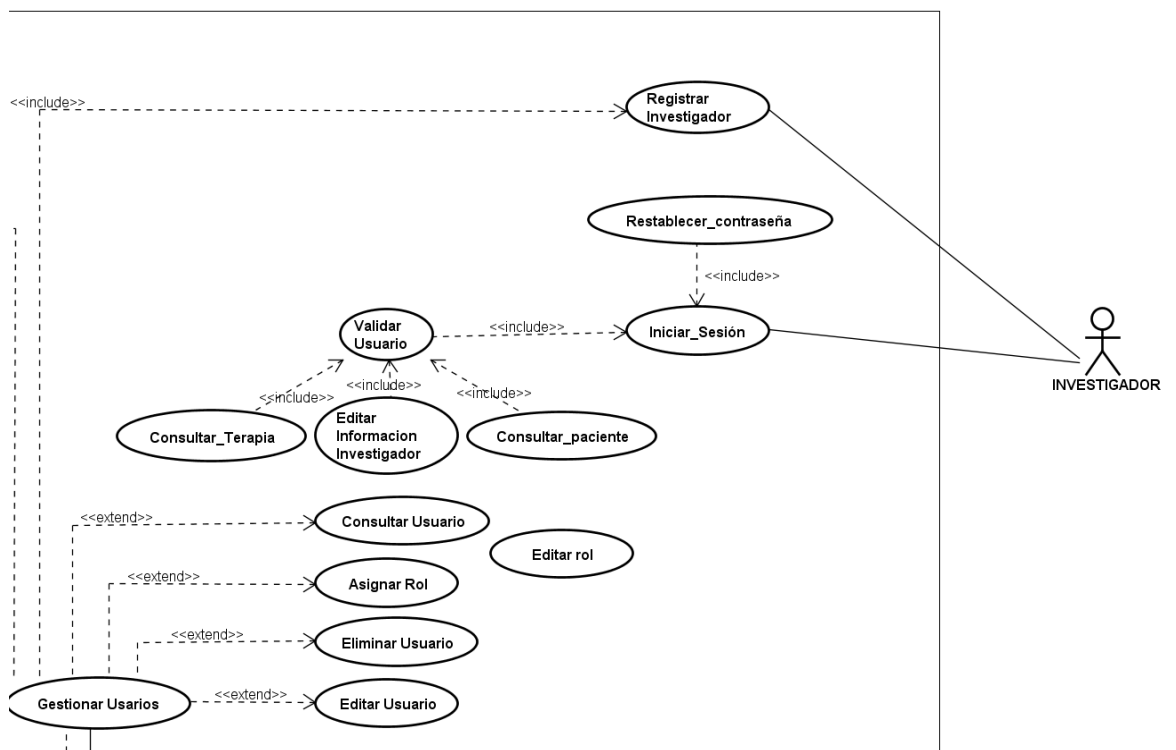 <<include>>
Registrar
Investigador
Restablecer_contraseña
<<include>>
Validar
Usuario
<<include>>
Iniciar_Sesión
INVESTIGADOR
<<include>>
<<include>>
<<include>>
Consultar_Terapia
Editar
Informacion
Investigador
Consultar_paciente
<<extend>>
Consultar Usuario
Editar rol
<<extend>>
Asignar Rol
<<extend>>
Eliminar Usuario
Gestionar Usarios
<<extend>>
Editar Usuario